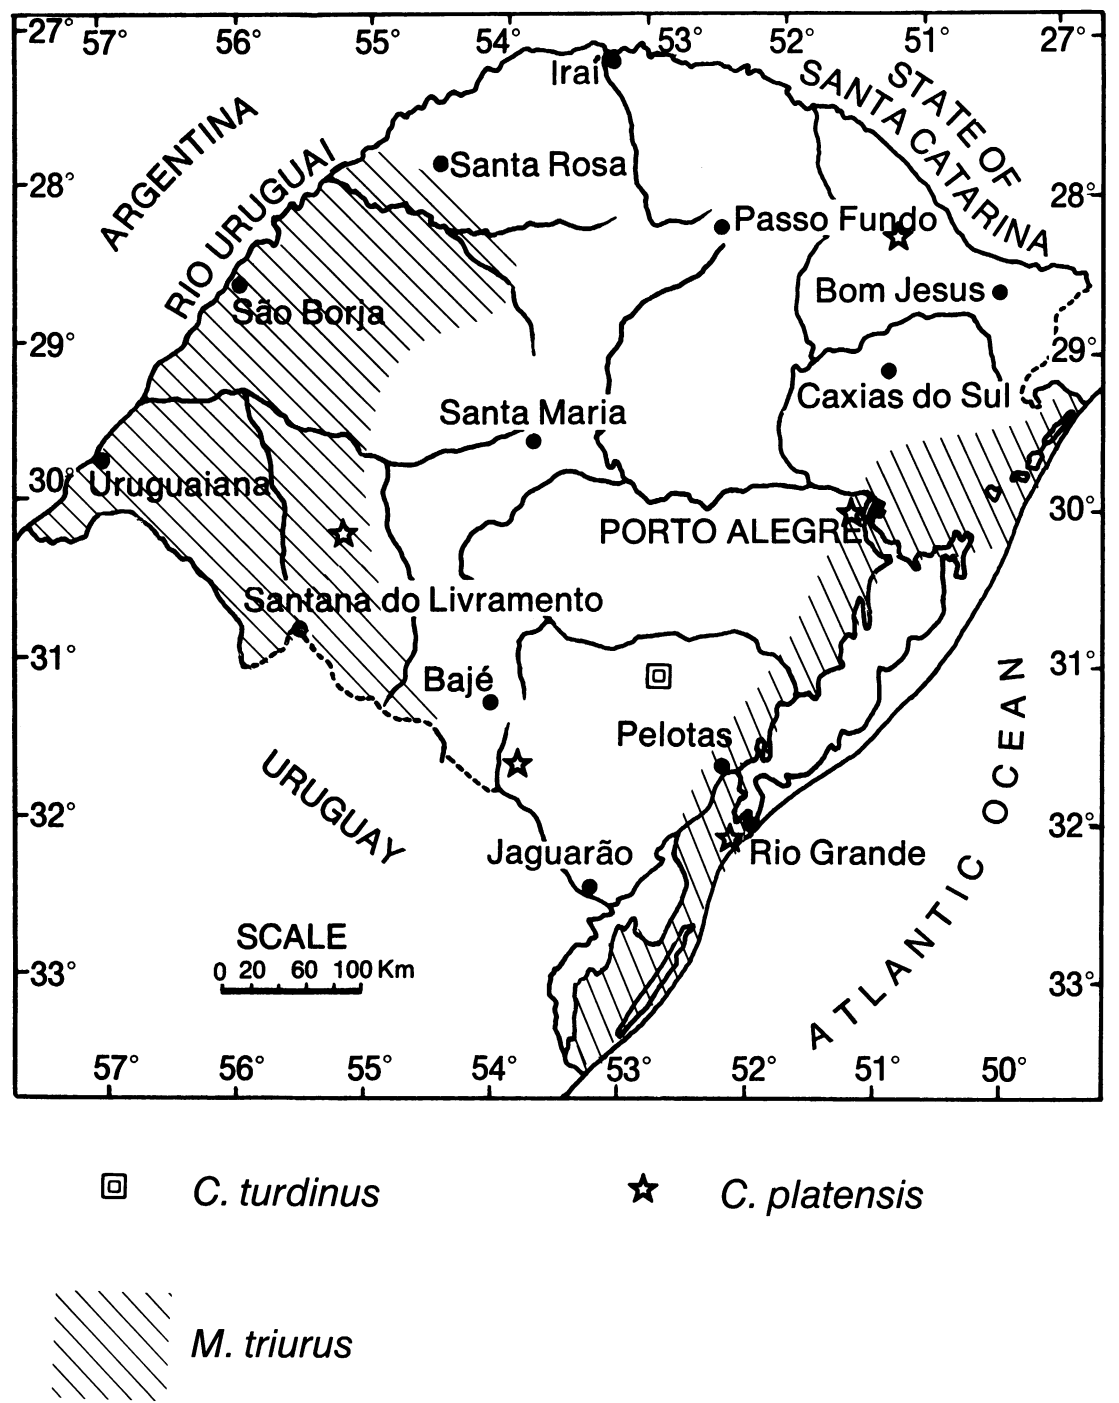 27°
57°
56°
55°
54°
53°
52°
51°
27°
Irai
STATE OF
SANTA CATARINA
ARGENTINA
RIO URUGUAI
Santa Rosa
28°
28°
Passo Fundo
Bom Jesus
São Borja
29°
29°
Caxias do Sul
Santa Maria
30°
Uruguaiana
30°
PORTO ALEGRE
Santana do Livramento
31°
31°
Bajé
Pelotas
URUGUAY
32°
32°
Jaguarão
Rio Grande
ATLANTIC OCEAN
SCALE
0 20 60 100 Km
33°
33°
57°
56°
55°
54°
53°
52°
51°
50°
C. turdinus
C. platensis
M. triurus